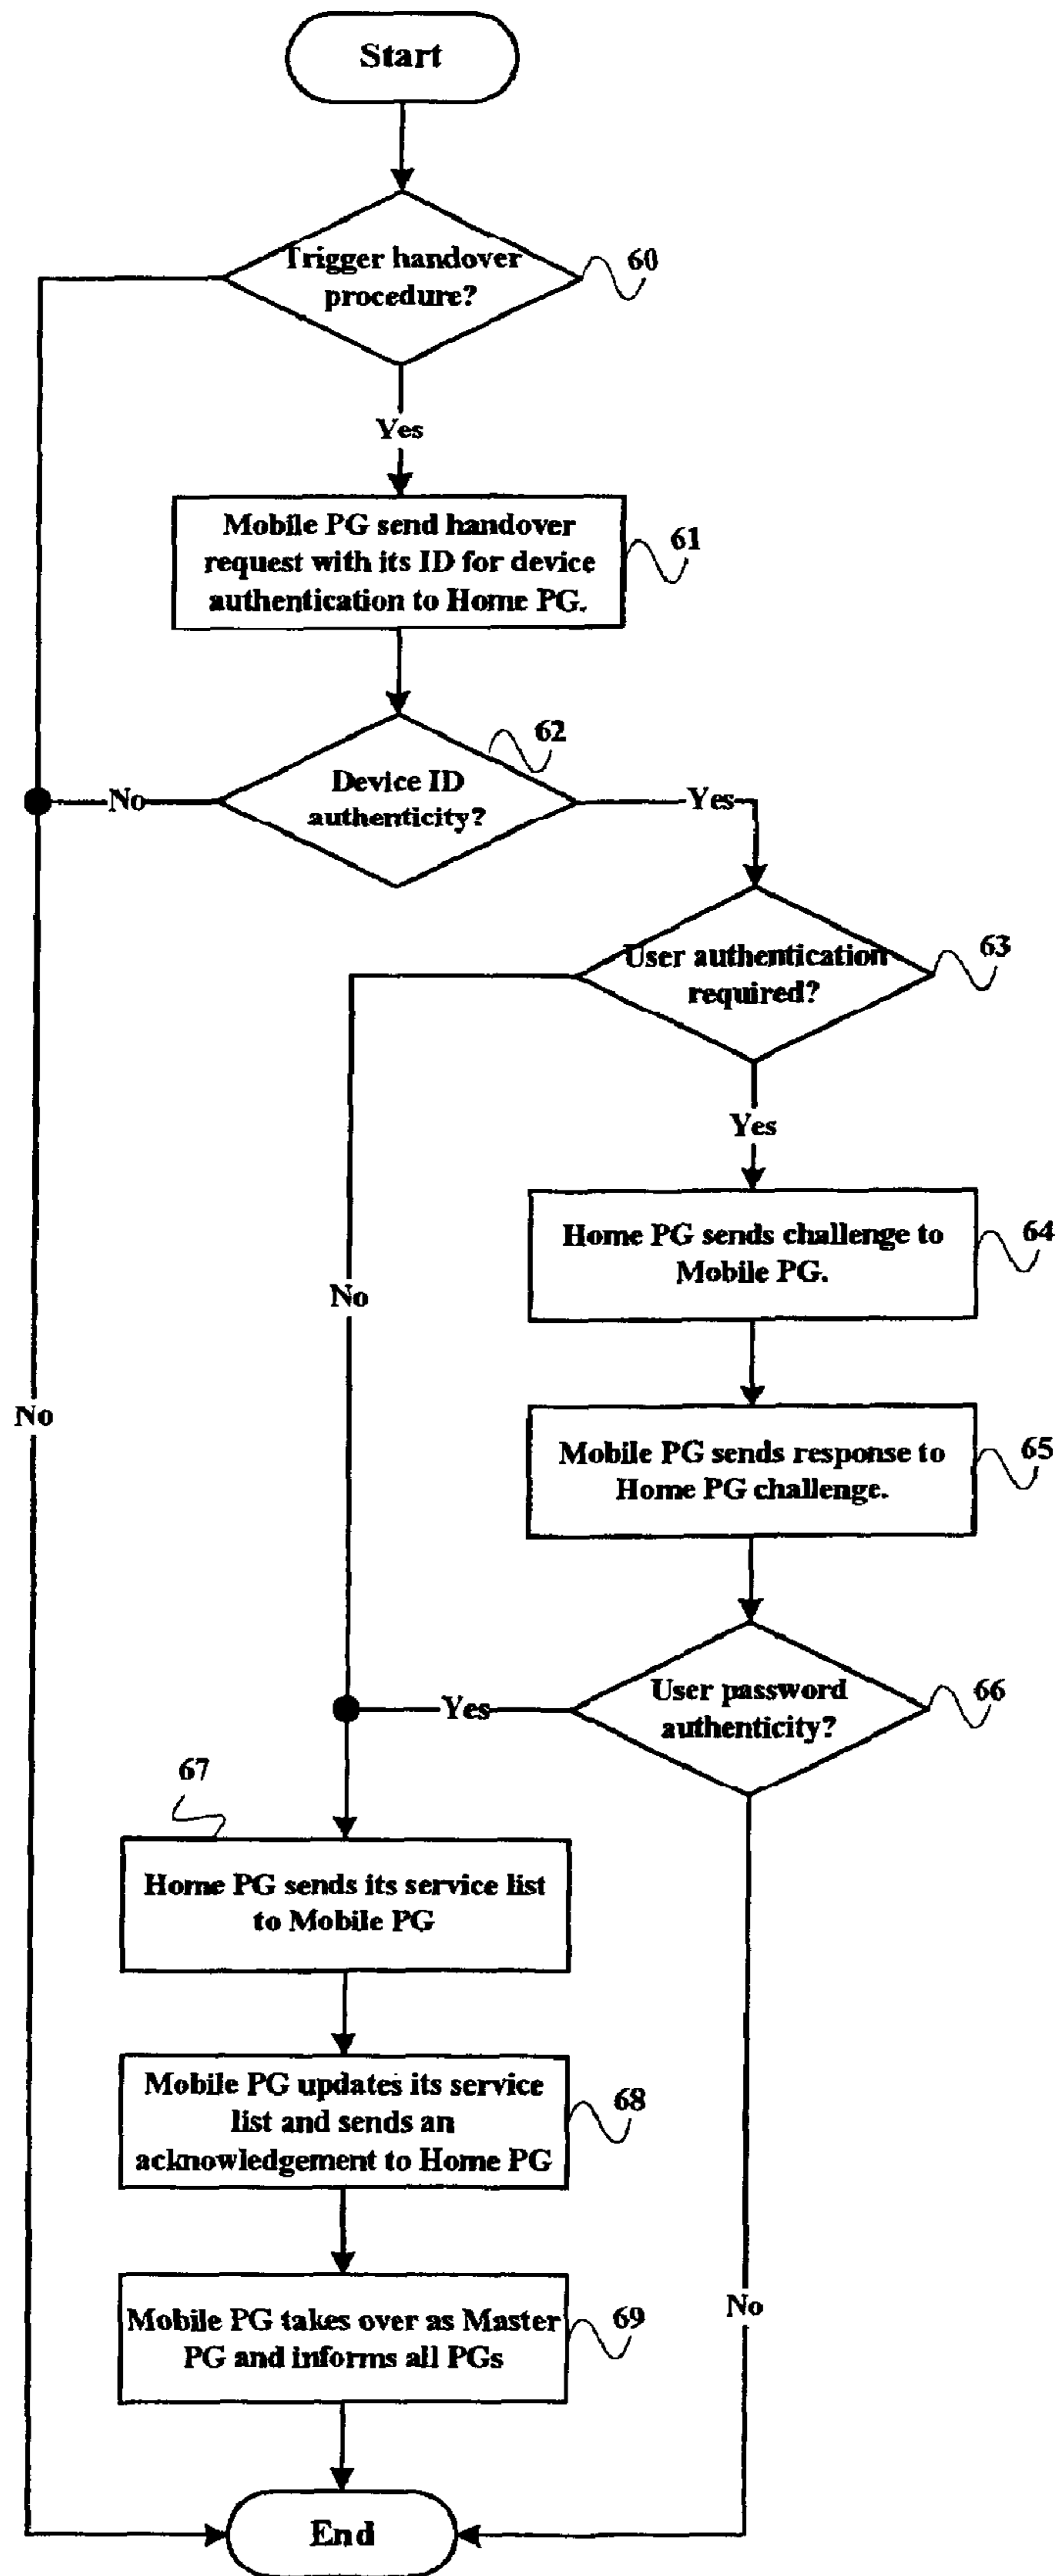 Start
Trigger handover
procedure?
60
Yes
Mobile PG send handover
request with its ID for device
authentication to Home PG.
61
62
Device ID
authenticity?
No
Yes
User authentication
required?
63
Yes
Home PG sends challenge to
Mobile PG.
64
No
No
Mobile PG sends response to
Home PG challenge.
65
User password
authenticity?
66
Yes
67
Home PG sends its service list
to Mobile PG
Mobile PG updates its service
list and sends an
acknowledgement to Home PG
68
Mobile PG takes over as Master
PG and informs all PGs
69
No
End